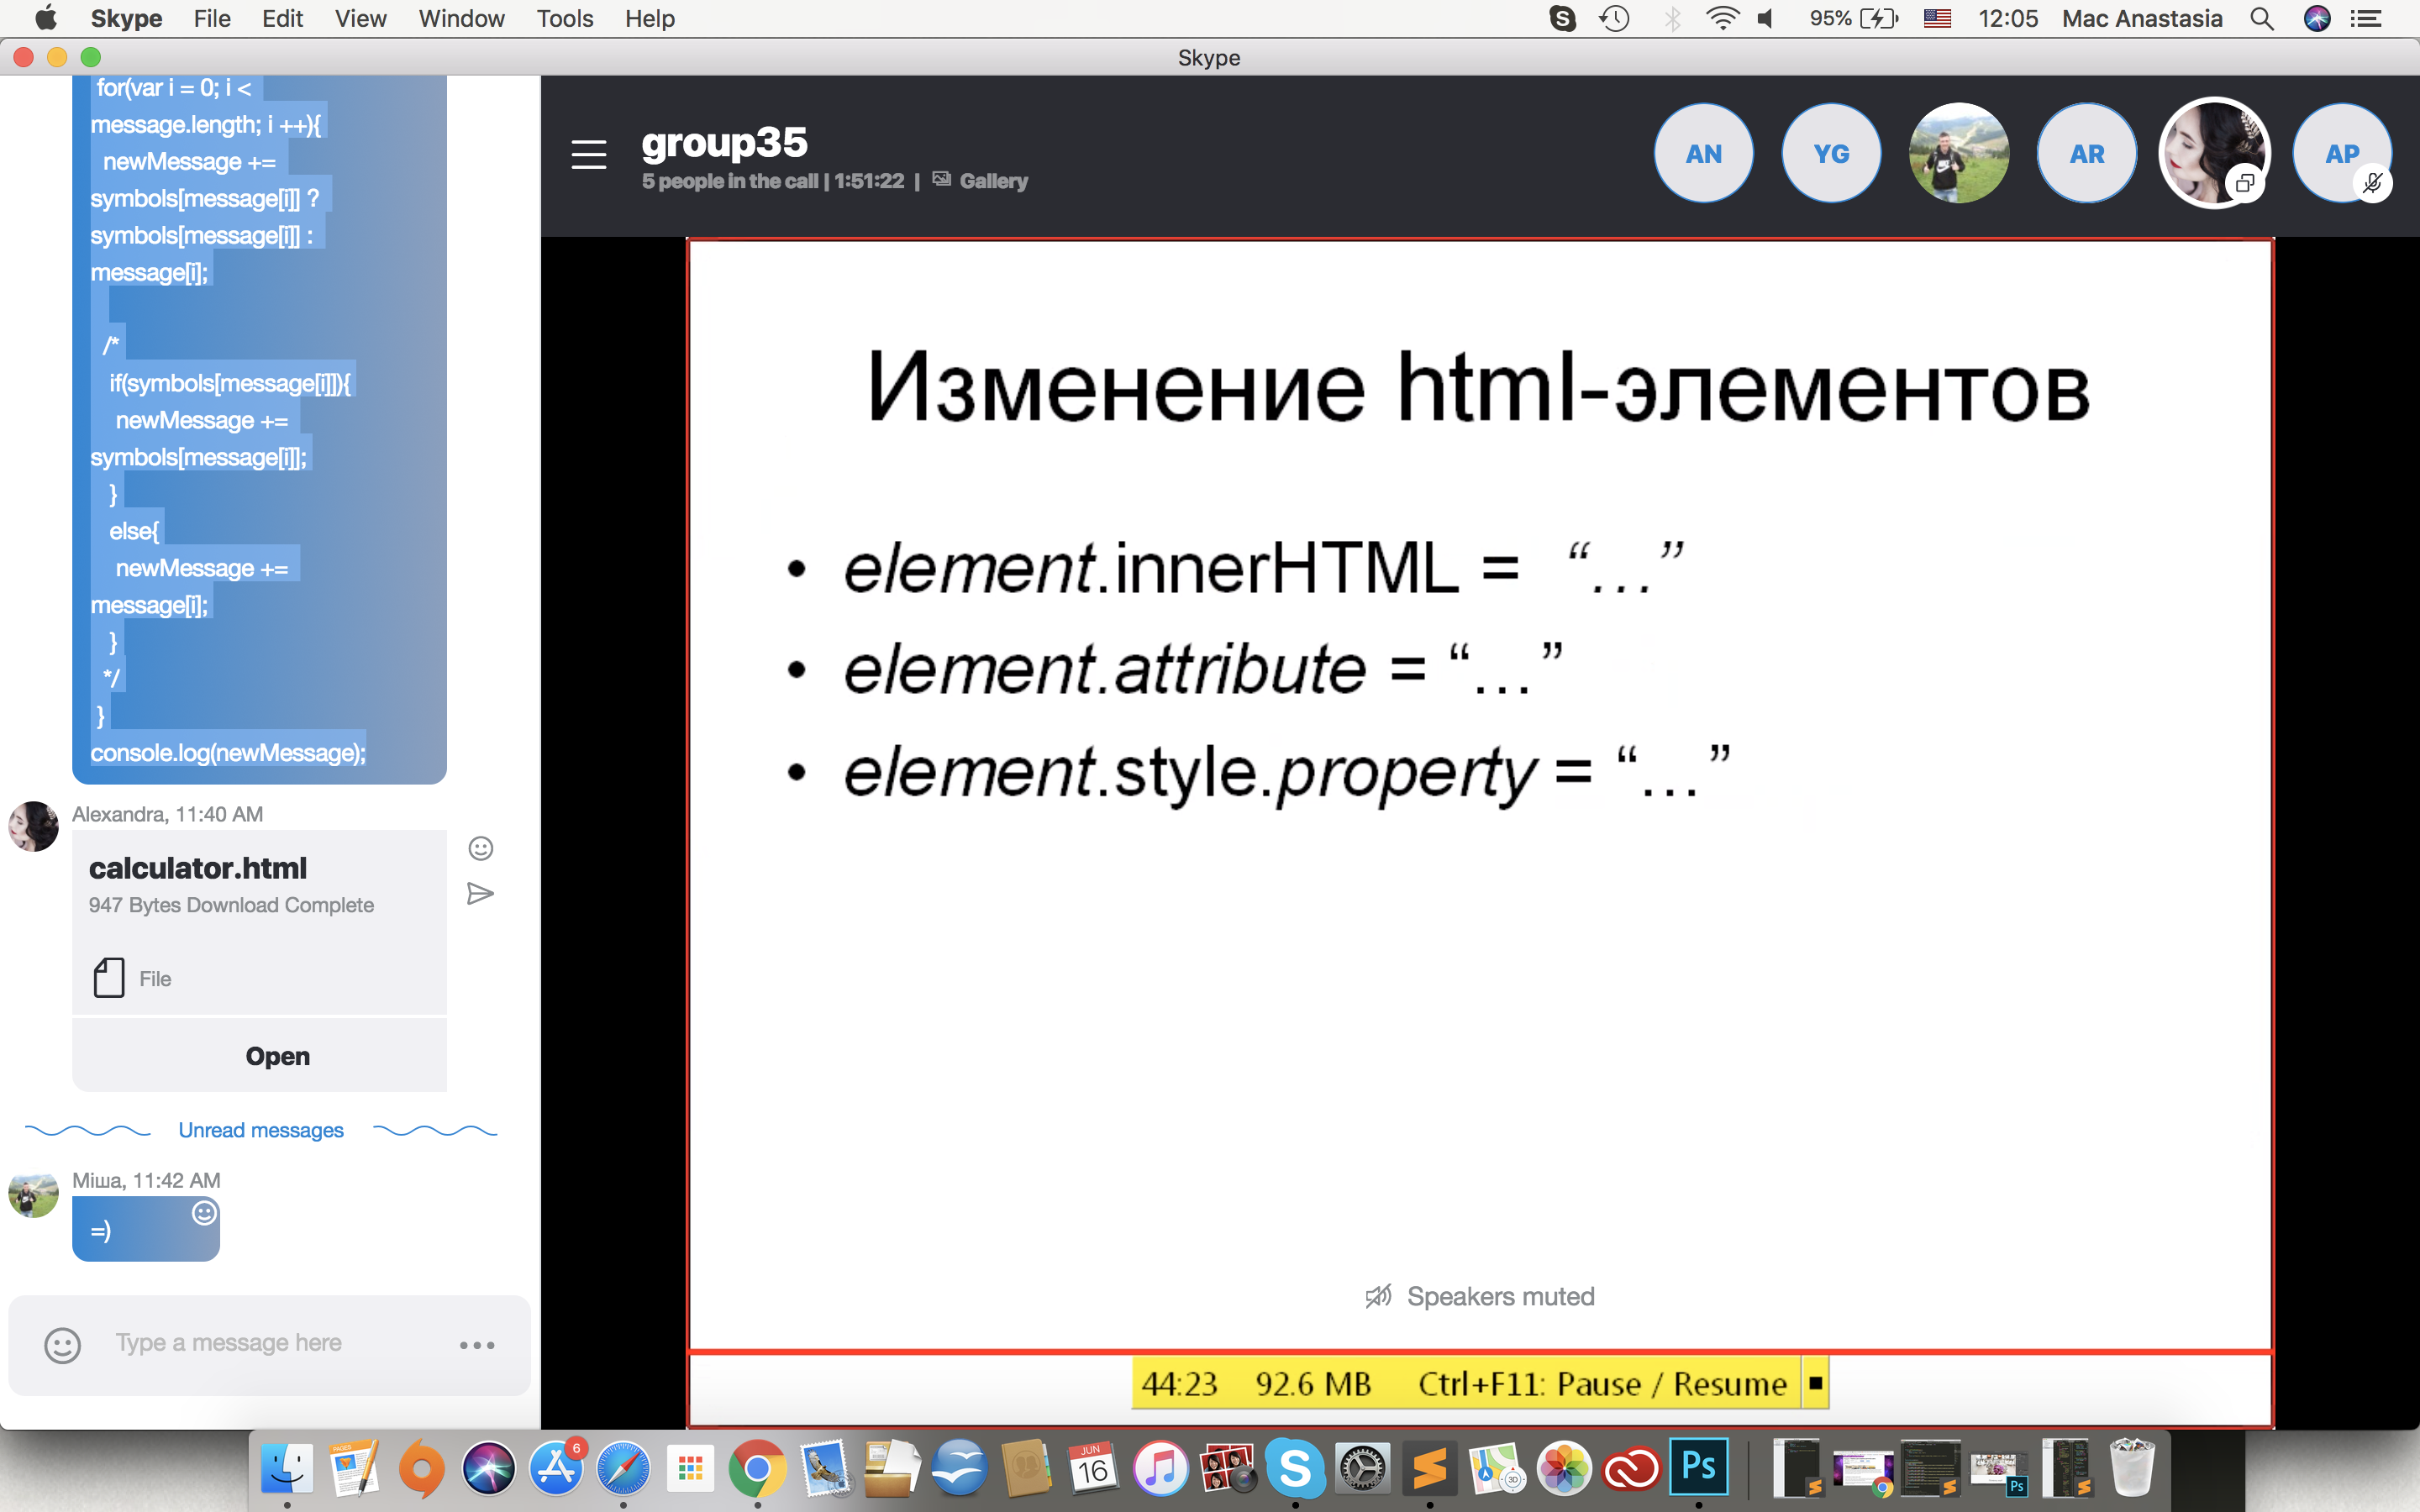 Skype File Edit View Window Tools Help 95% 12:05 Mac Anastasia
Skype
for(var i = 0; i <
message.length; i ++){
newMessage +=
symbols[message[i]] ?
symbols[message[i]] :
message[i];
/*
if(symbols[message[i]]){
newMessage +=
symbols[message[i]];
}
else{
newMessage +=
message[i];
}
*/
}
console.log(newMessage);
Alexandra, 11:40 AM
calculator.html
947 Bytes Download Complete
File
Open
Unread messages
Міша, 11:42 AM
=)
Type a message here
group35
5 people in the call | 1:51:22 | Gallery
AN YG AR AP
Изменение html-элементов
• element.innerHTML = “…”
• element.attribute = “…”
• element.style.property = “…”
Speakers muted
44:23 92.6 MB Ctrl+F11: Pause / Resume
PAGES
6
JUN
16
3D
Ps
Ps